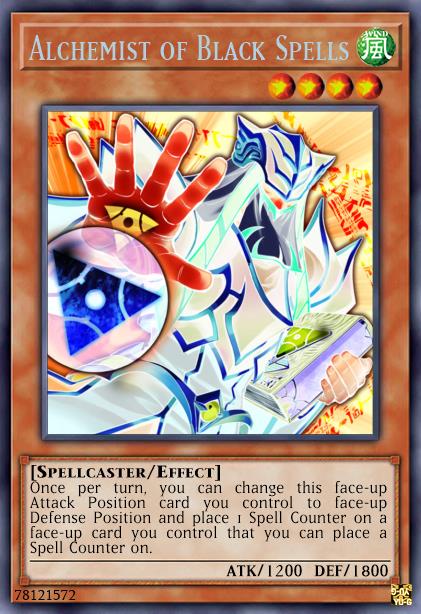 Alchemist of Black Spells
WIND
風
[Spellcaster/Effect]
Once per turn, you can change this face-up
Attack Position card you control to face-up
Defense Position and place 1 Spell Counter on a
face-up card you control that you can place a
Spell Counter on.
ATK/1200 DEF/1800
78121572